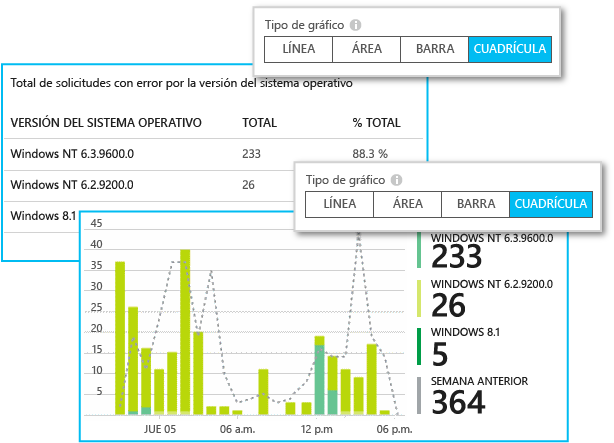 Tipo de gráfico
LÍNEA ÁREA BARRA CUADRÍCULA
Total de solicitudes con error por la versión del sistema operativo
VERSIÓN DEL SISTEMA OPERATIVO TOTAL % TOTAL
Windows NT 6.3.9600.0 233 88.3 %
Windows NT 6.2.9200.0 26
Windows 8.1
Tipo de gráfico
LÍNEA ÁREA BARRA CUADRÍCULA
45
40
35
30
25
20
15
10
5
JUE 05 06 a.m. 12 p.m 06 p.m.
WINDOWS NT 6.3.9600.0
233
WINDOWS NT 6.2.9200.0
26
WINDOWS 8.1
5
SEMANA ANTERIOR
364